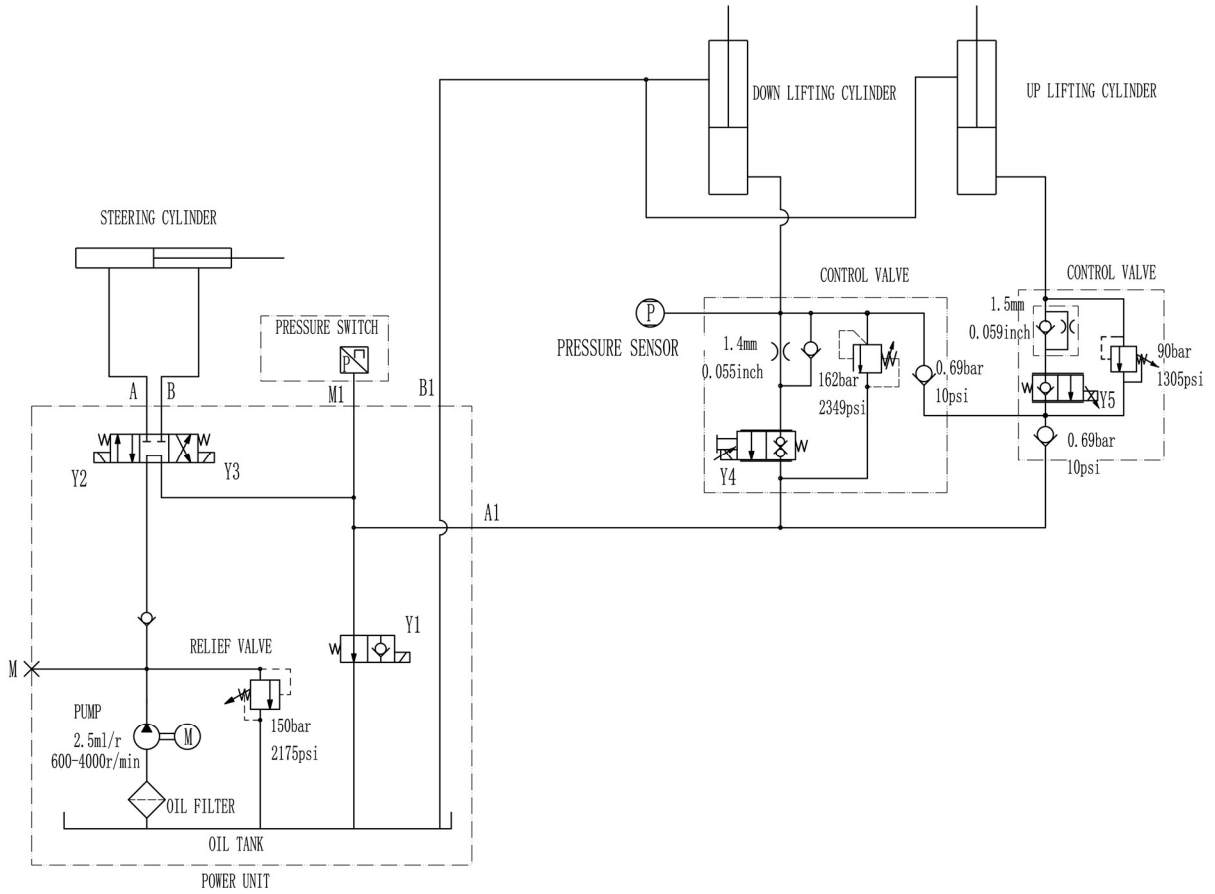 DOWN LIFTING CYLINDER
UP LIFTING CYLINDER
STEERING CYLINDER
CONTROL VALVE
CONTROL VALVE
PRESSURE SWITCH
P
P
PRESSURE SENSOR
1.4mm
0.055inch
162bar
2349psi
0.69bar
10psi
1.5mm
0.059inch
90bar
1305psi
Y5
0.69bar
10psi
A
B
M1
B1
Y2
Y3
Y4
A1
Y1
RELIEF VALVE
M
PUMP
2.5ml/r
600-4000r/min
M
150bar
2175psi
OIL FILTER
OIL TANK
POWER UNIT